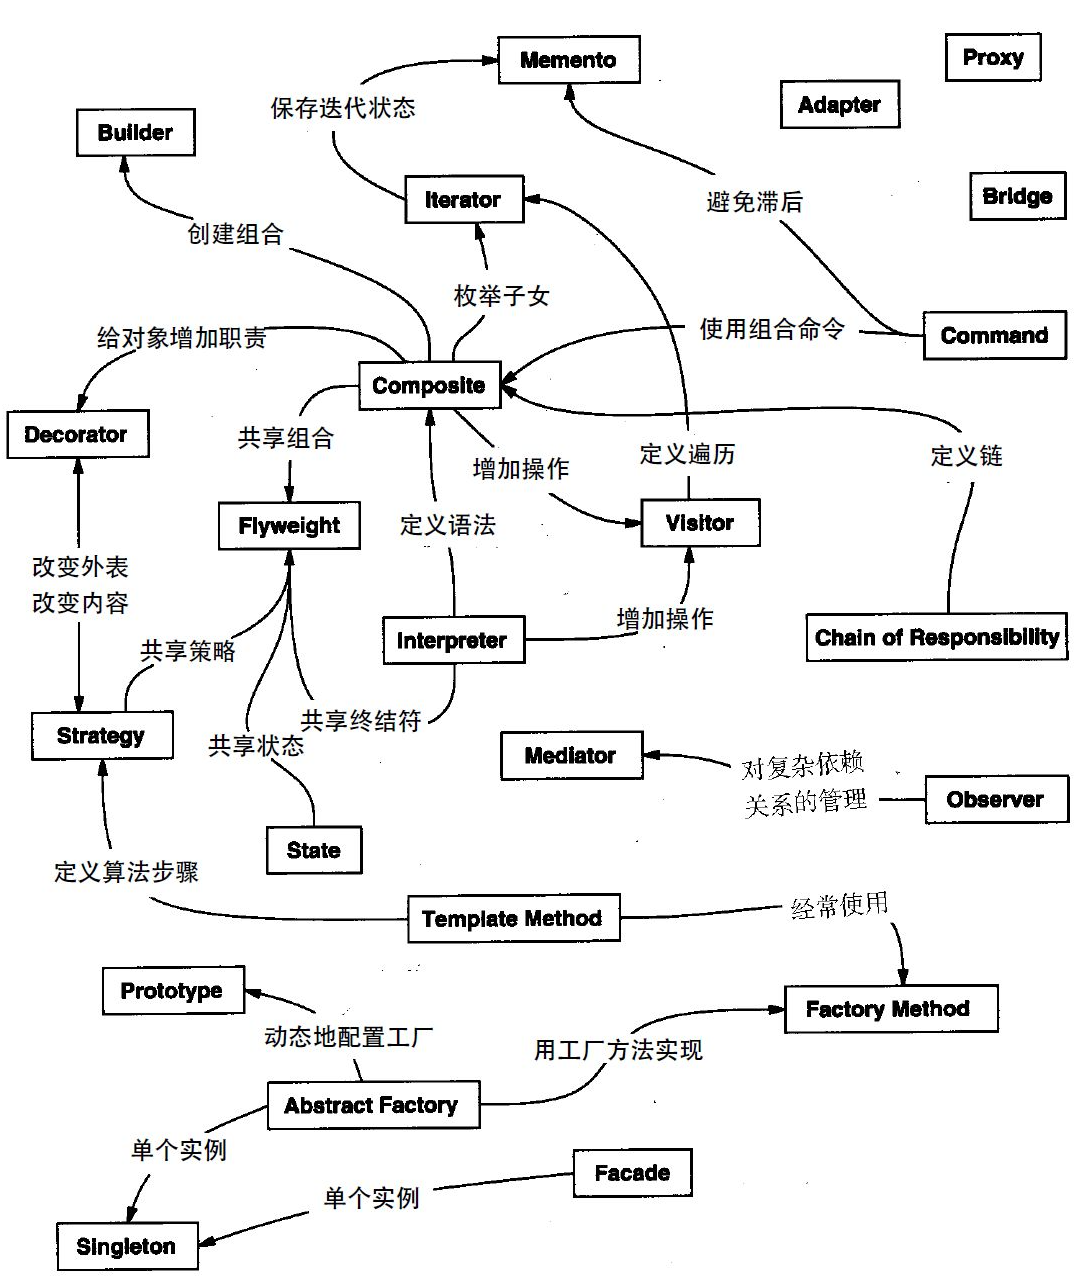 Memento
Proxy
Adapter
保存迭代状态
Builder
Iterator
避免滞后
Bridge
创建组合
枚举子女
给对象增加职责
使用组合命令
Command
Composite
Decorator
共享组合
增加操作
定义遍历
定义链
Flyweight
定义语法
Visitor
改变外表
改变内容
共享策略
Interpreter
增加操作
Chain of Responsibility
共享终结符
Strategy
共享状态
Mediator
对复杂依赖
关系的管理
Observer
State
定义算法步骤
Template Method
经常使用
Prototype
Factory Method
动态地配置工厂
用工厂方法实现
Abstract Factory
单个实例
Facade
单个实例
Singleton